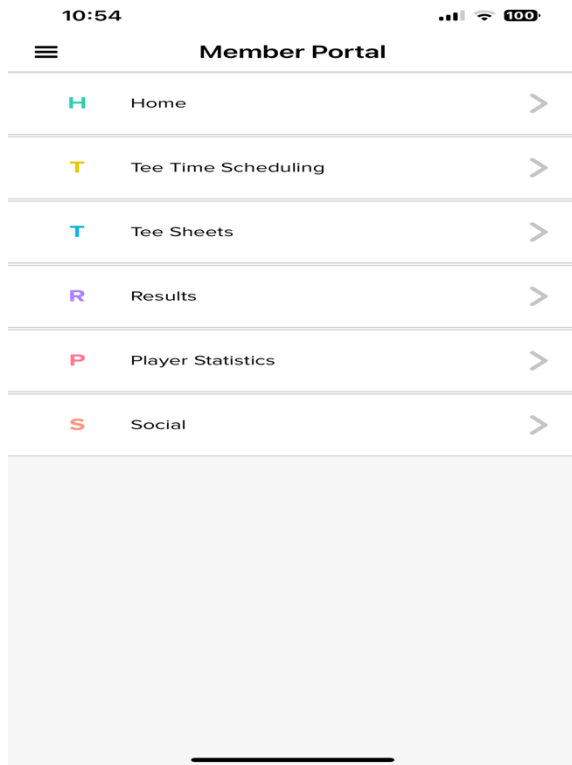 10:54 100
Member Portal
H Home
T Tee Time Scheduling
T Tee Sheets
R Results
P Player Statistics
S Social